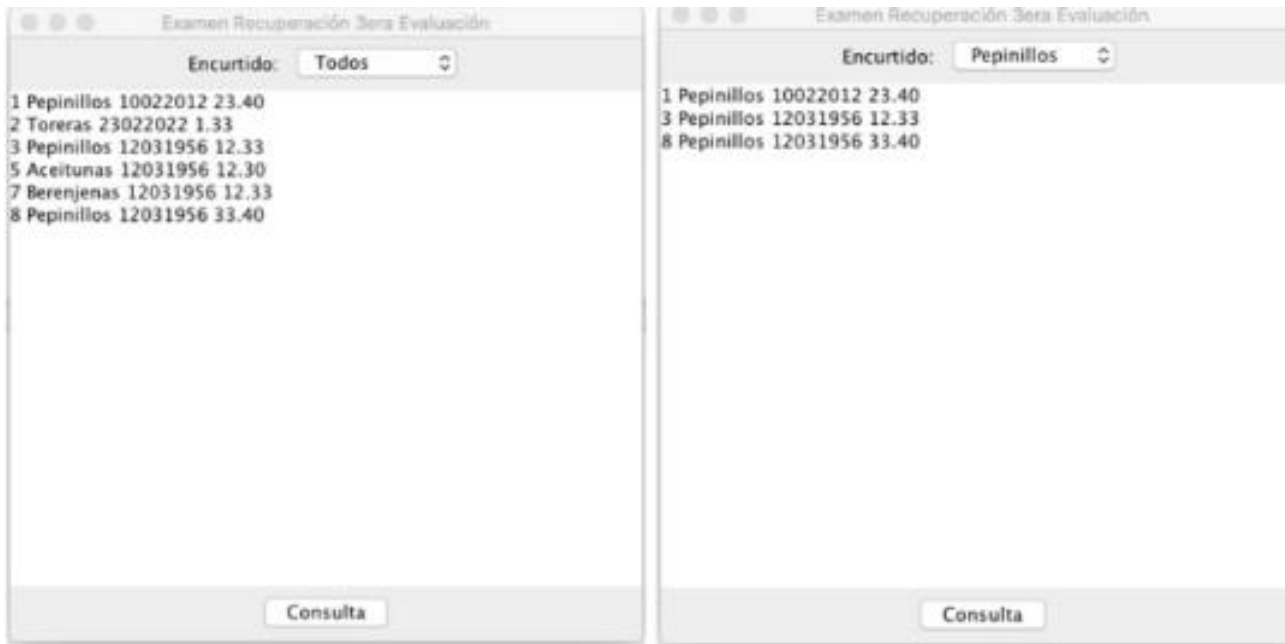 Examen Recuperación 3era Evaluación
Encurtido: Todos
1 Pepinillos 10022012 23.40
2 Toreras 23022022 1.33
3 Pepinillos 12031956 12.33
5 Aceitunas 12031956 12.30
7 Berenjenas 12031956 12.33
8 Pepinillos 12031956 33.40
Consulta
Examen Recuperación 3era Evaluación
Encurtido: Pepinillos
1 Pepinillos 10022012 23.40
3 Pepinillos 12031956 12.33
8 Pepinillos 12031956 33.40
Consulta